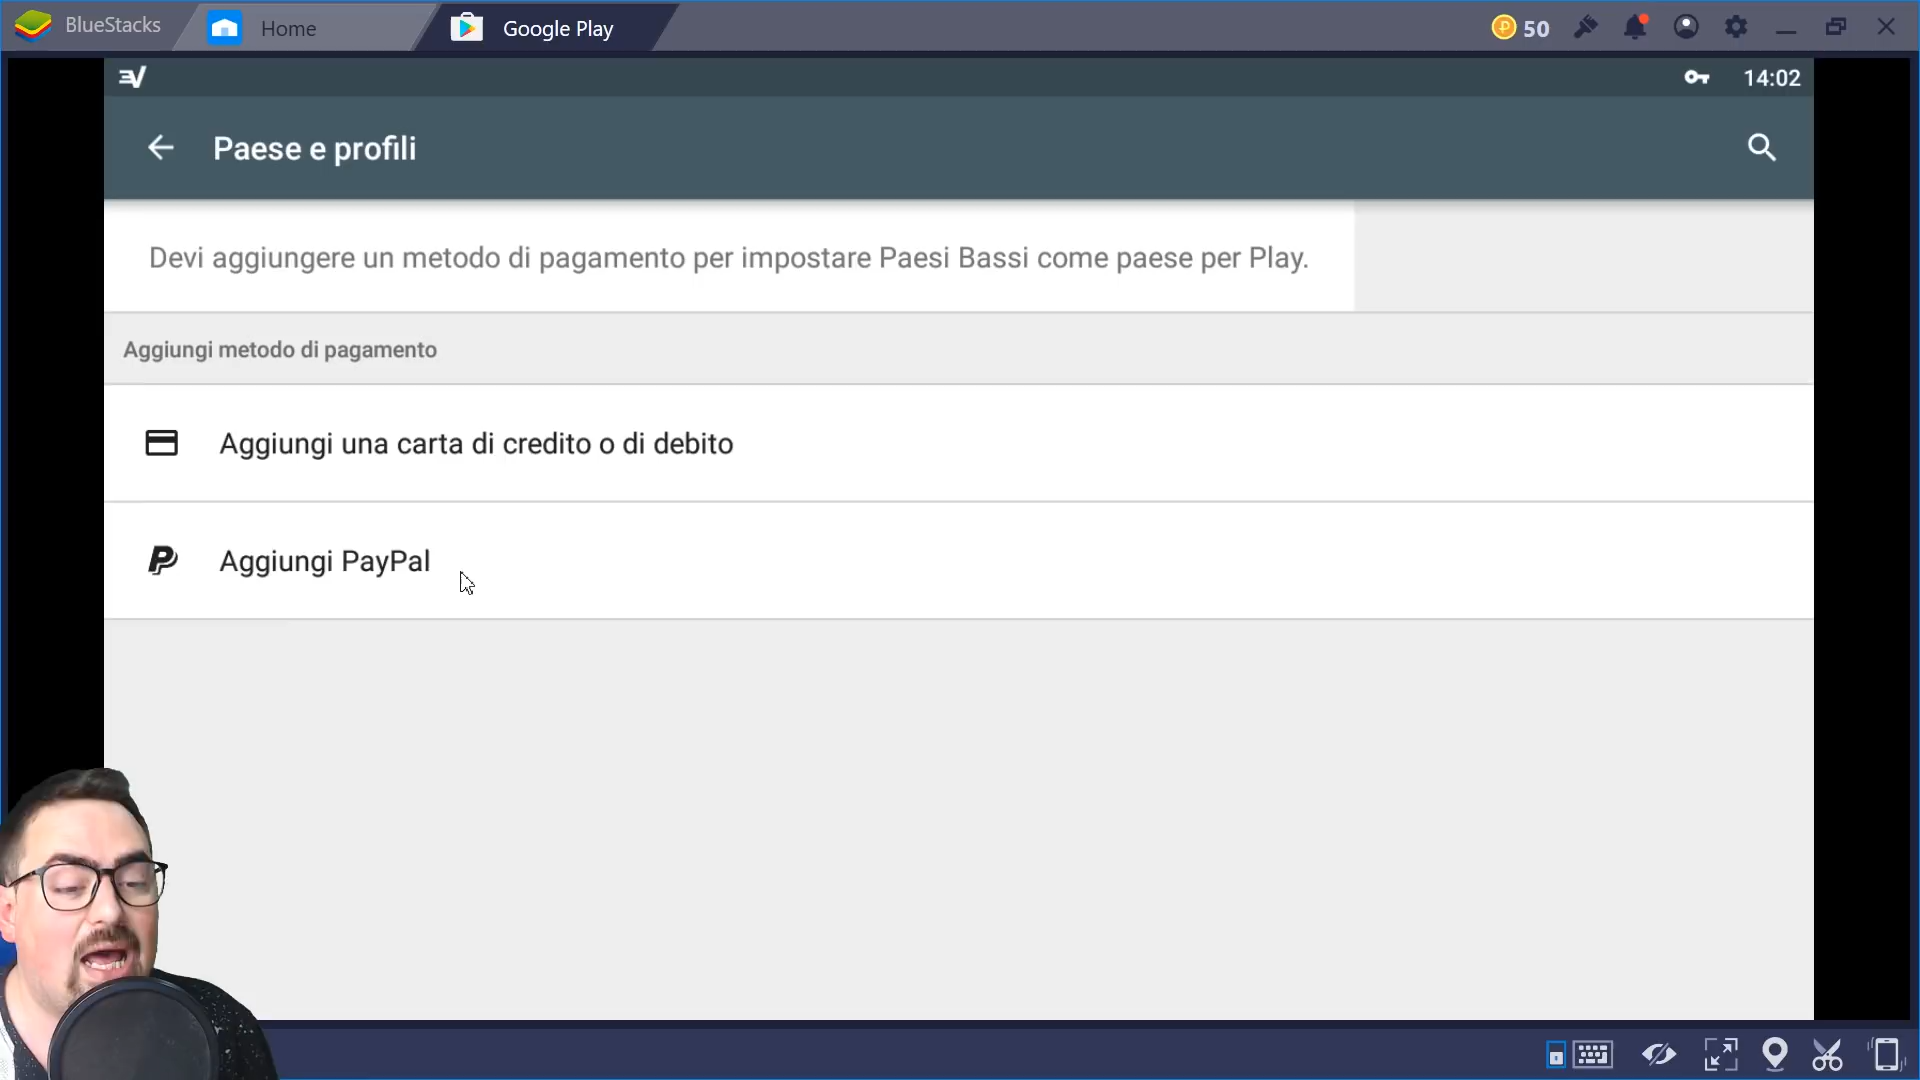 BlueStacks
Home
Google Play
50
14:02
Paese e profili
Devi aggiungere un metodo di pagamento per impostare Paesi Bassi come paese per Play.
Aggiungi metodo di pagamento
Aggiungi una carta di credito o di debito
Aggiungi PayPal